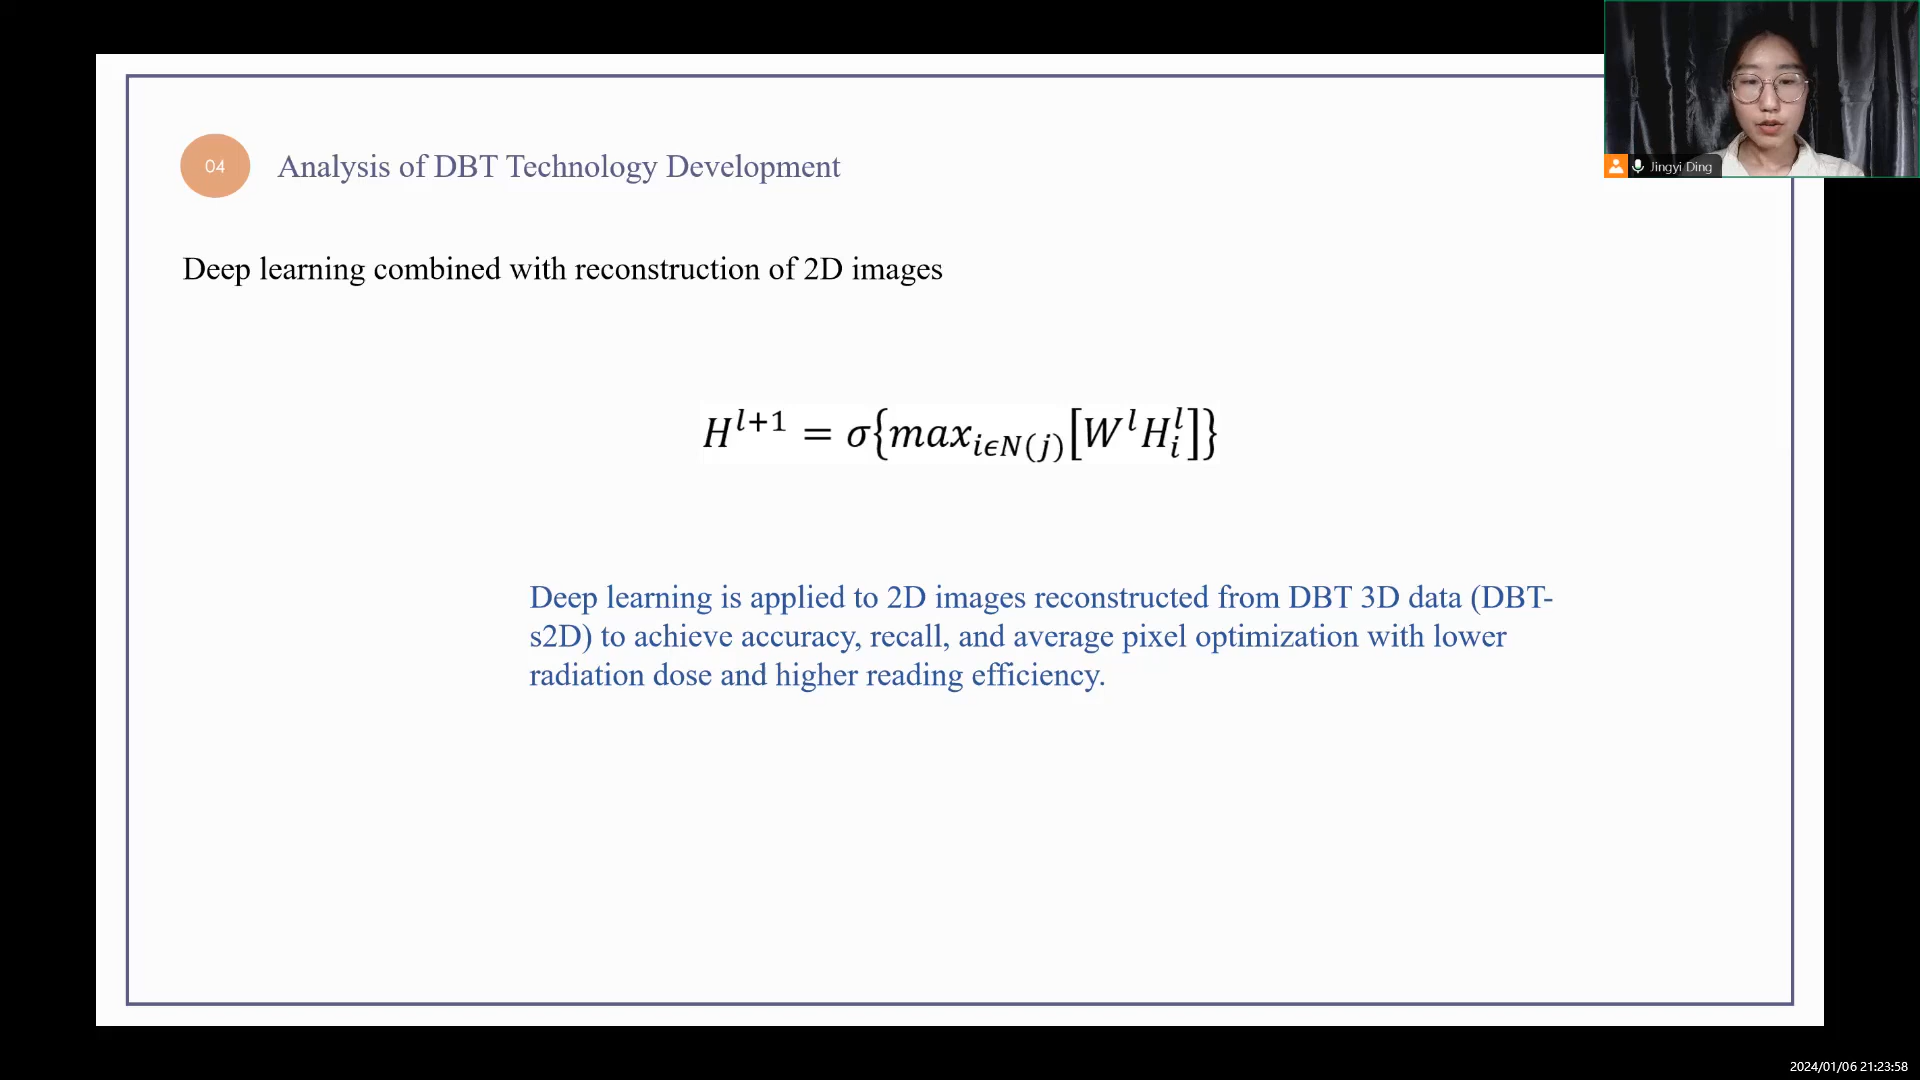 04
Analysis of DBT Technology Development
Jingyi Ding
Deep learning combined with reconstruction of 2D images
H^{l+1} = σ{max_{iϵN(j)}[W^l H_i^l]}
Deep learning is applied to 2D images reconstructed from DBT 3D data (DBT-
s2D) to achieve accuracy, recall, and average pixel optimization with lower
radiation dose and higher reading efficiency.
2024/01/06 21:23:58